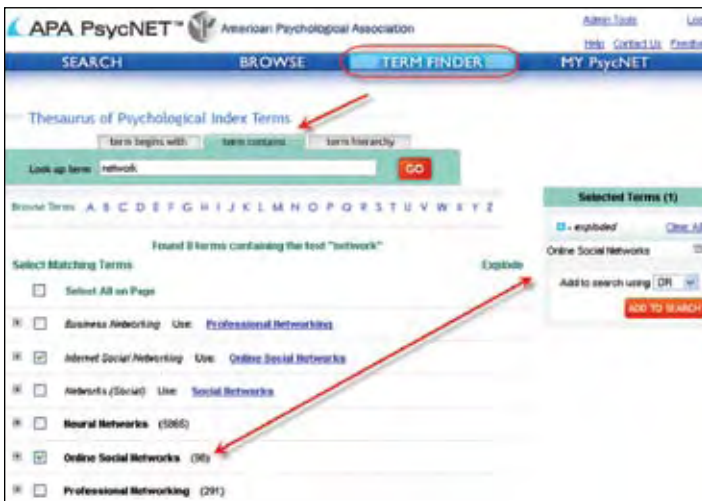 APA PsycNET™ American Psychological Association
Admin Tools
Help Contact Us
SEARCH BROWSE TERM FINDER MY PsycNET
Thesaurus of Psychological Index Terms
term begins with term contains term hierarchy
Look up term network GO
Browse Terms A B C D E F G H I J K L M N O P Q R S T U V W X Y Z
Found 8 terms containing the text "network"
Select Matching Terms Explode
Select All on Page
Business Networking Use: Professional Networking
Internet Social Networking Use: Online Social Networks
Networks (Social) Use: Social Networks
Neural Networks
Online Social Networks
Professional Networking (291)
Selected Terms (1)
- exploded Clear All
Online Social Networks
Add to search using OR
ADD TO SEARCH